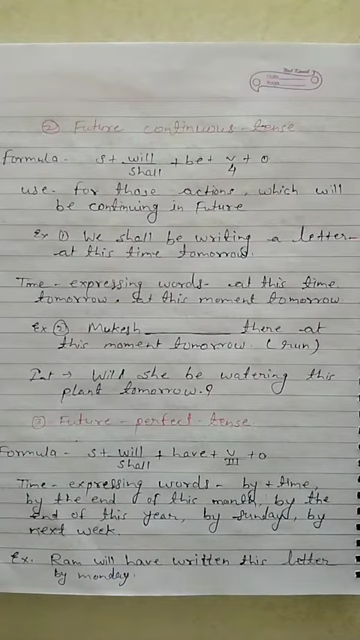 ② Future continuous-tense
Formula - S + will/shall + be + V/4 + O
use - for those actions, which will
be continuing in Future
Ex ① We shall be writing a letter
at this time tomorrow.
Time - expressing words - at this time
tomorrow. at this moment tomorrow
Ex ② Mukesh ________ there at
this moment tomorrow. (run)
Int → Will she be watering this
plant tomorrow.?
③ Future - perfect tense
Formula - S + will/shall + have + V/III + O
Time - expressing words - by + time,
by the end of this month, by the
end of this year, by sunday, by
next week.
Ex. Ram will have written this letter
by monday.